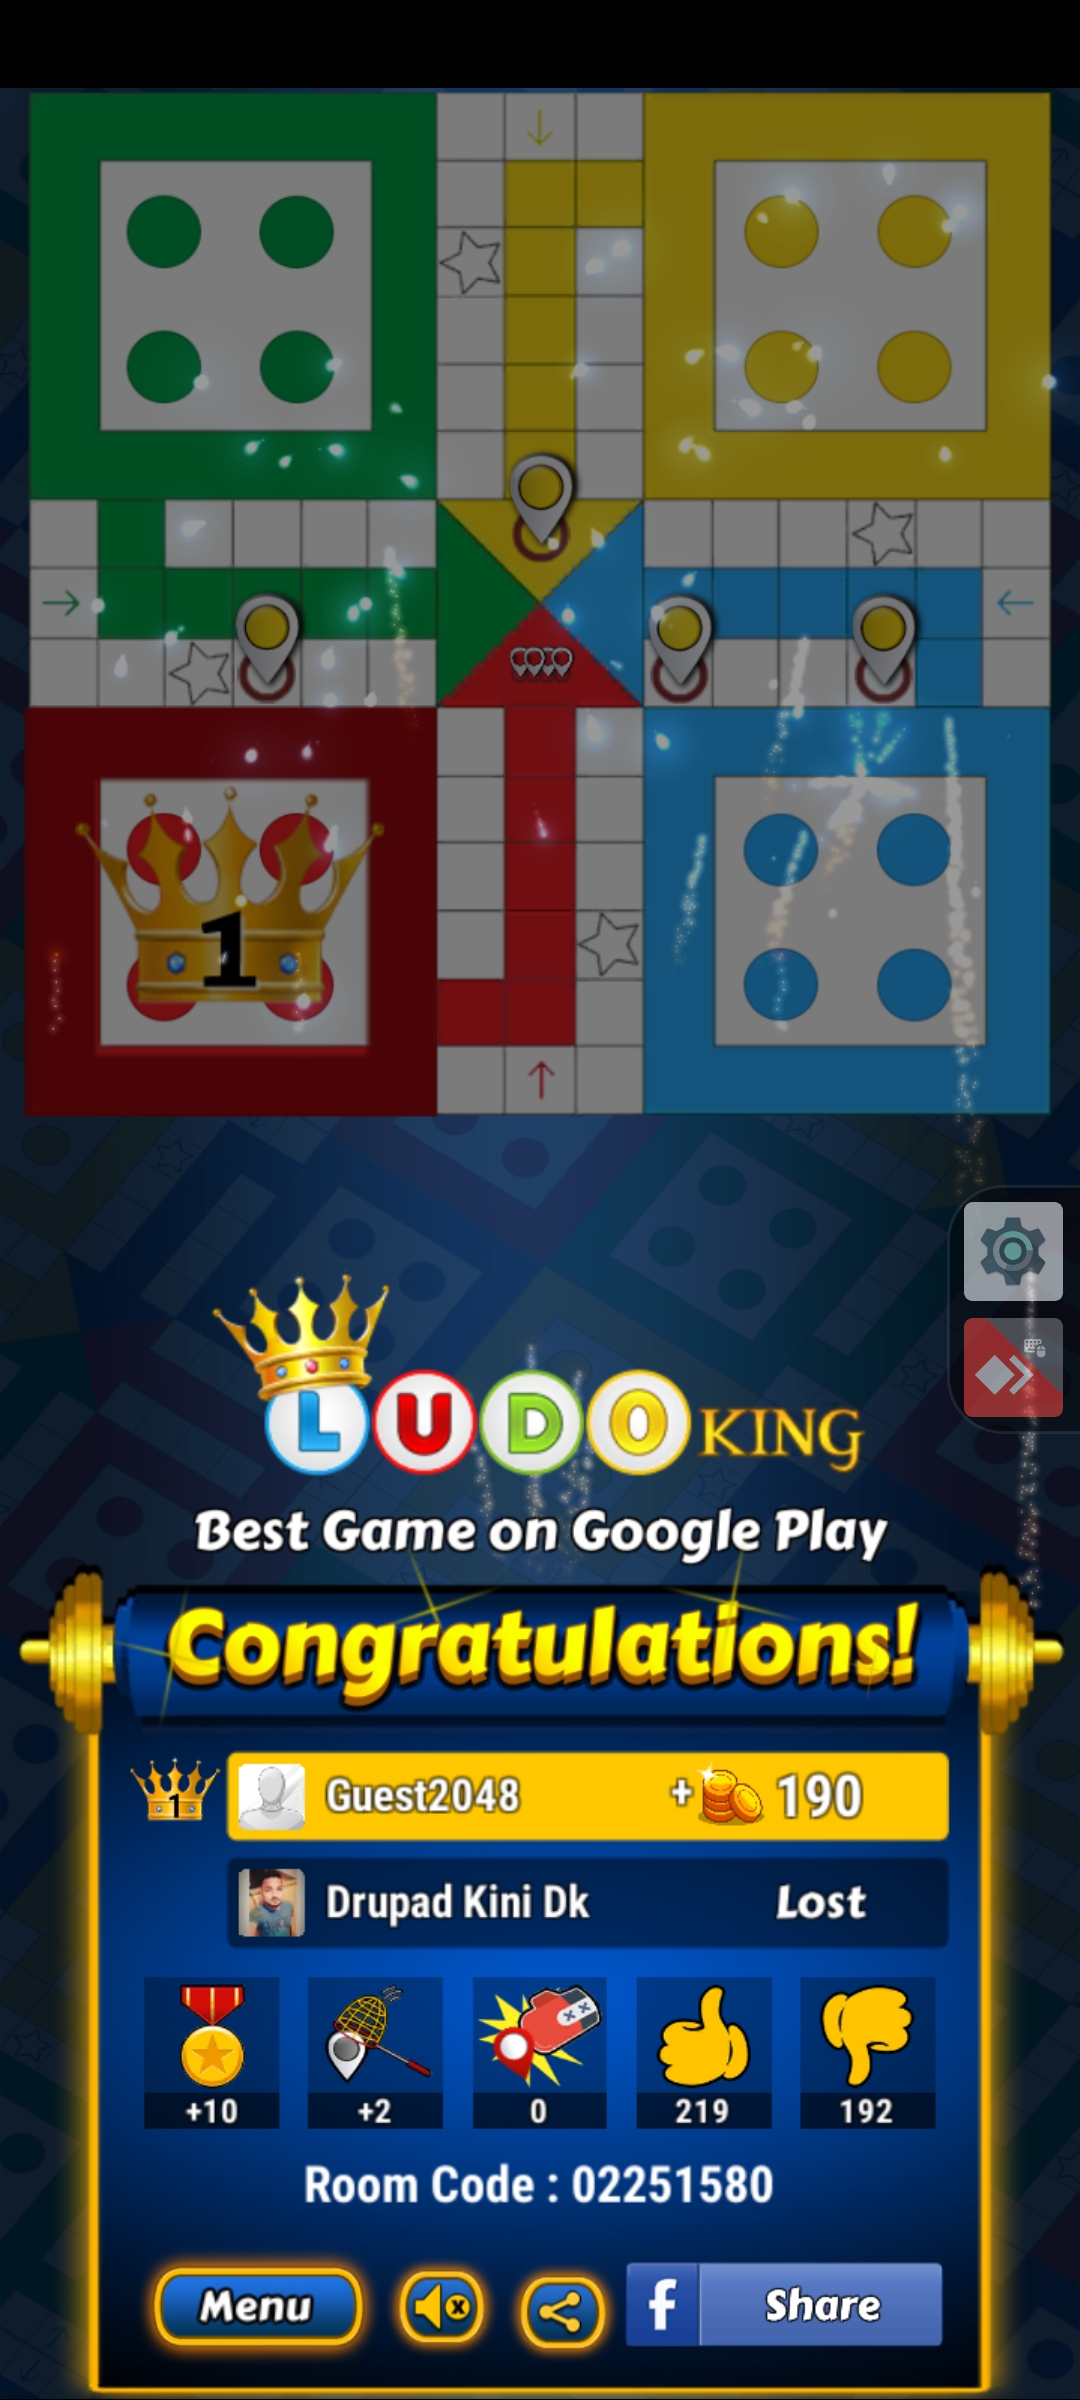 1
LUDO KING
Best Game on Google Play
Congratulations!
1 Guest2048 + 190
Drupad Kini Dk Lost
+10 +2 0 219 192
Room Code : 02251580
Menu x f Share